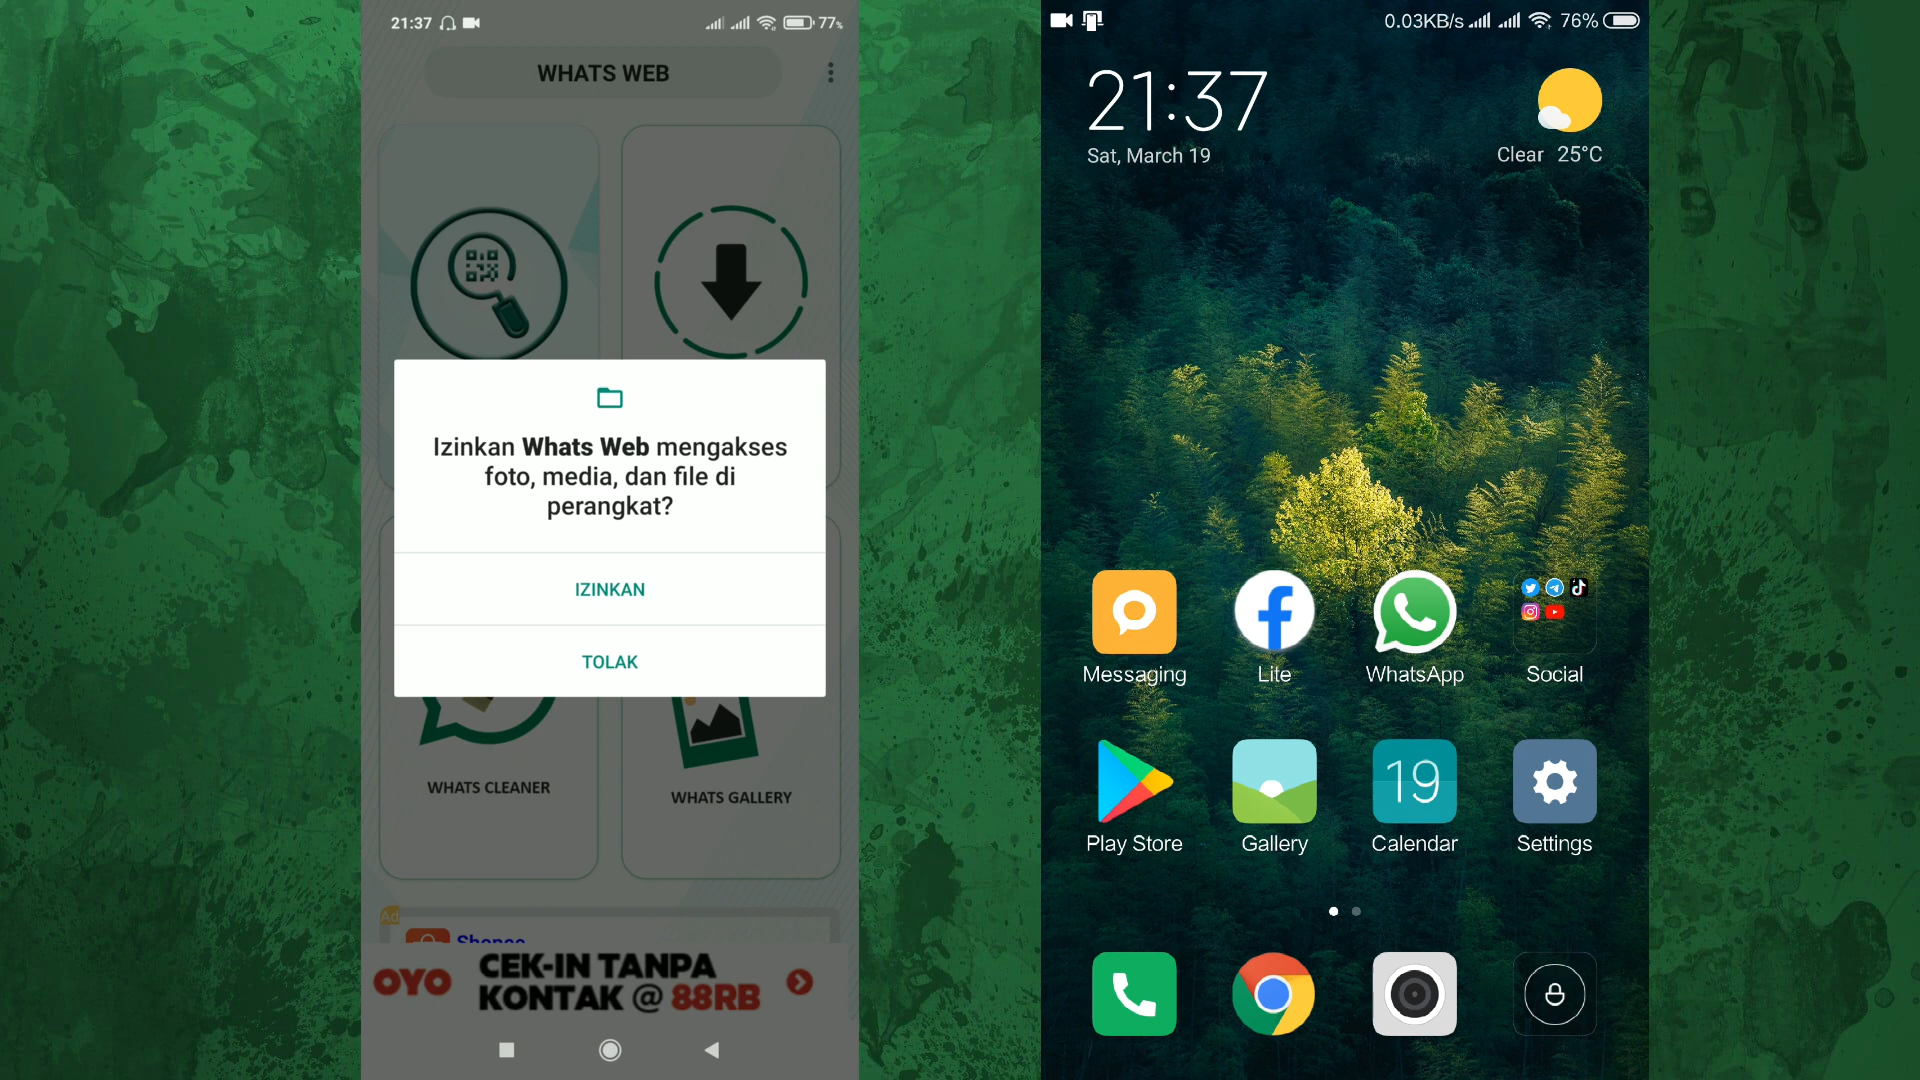 21:37
77%
WHATS WEB
Izinkan Whats Web mengakses
foto, media, dan file di
perangkat?
IZINKAN
TOLAK
WHATS CLEANER
WHATS GALLERY
Ad
Shopee
OYO
CEK-IN TANPA
KONTAK @ 88RB
0.03KB/s
76%
21:37
Sat, March 19
Clear 25°C
Messaging
Lite
WhatsApp
Social
19
Play Store
Gallery
Calendar
Settings